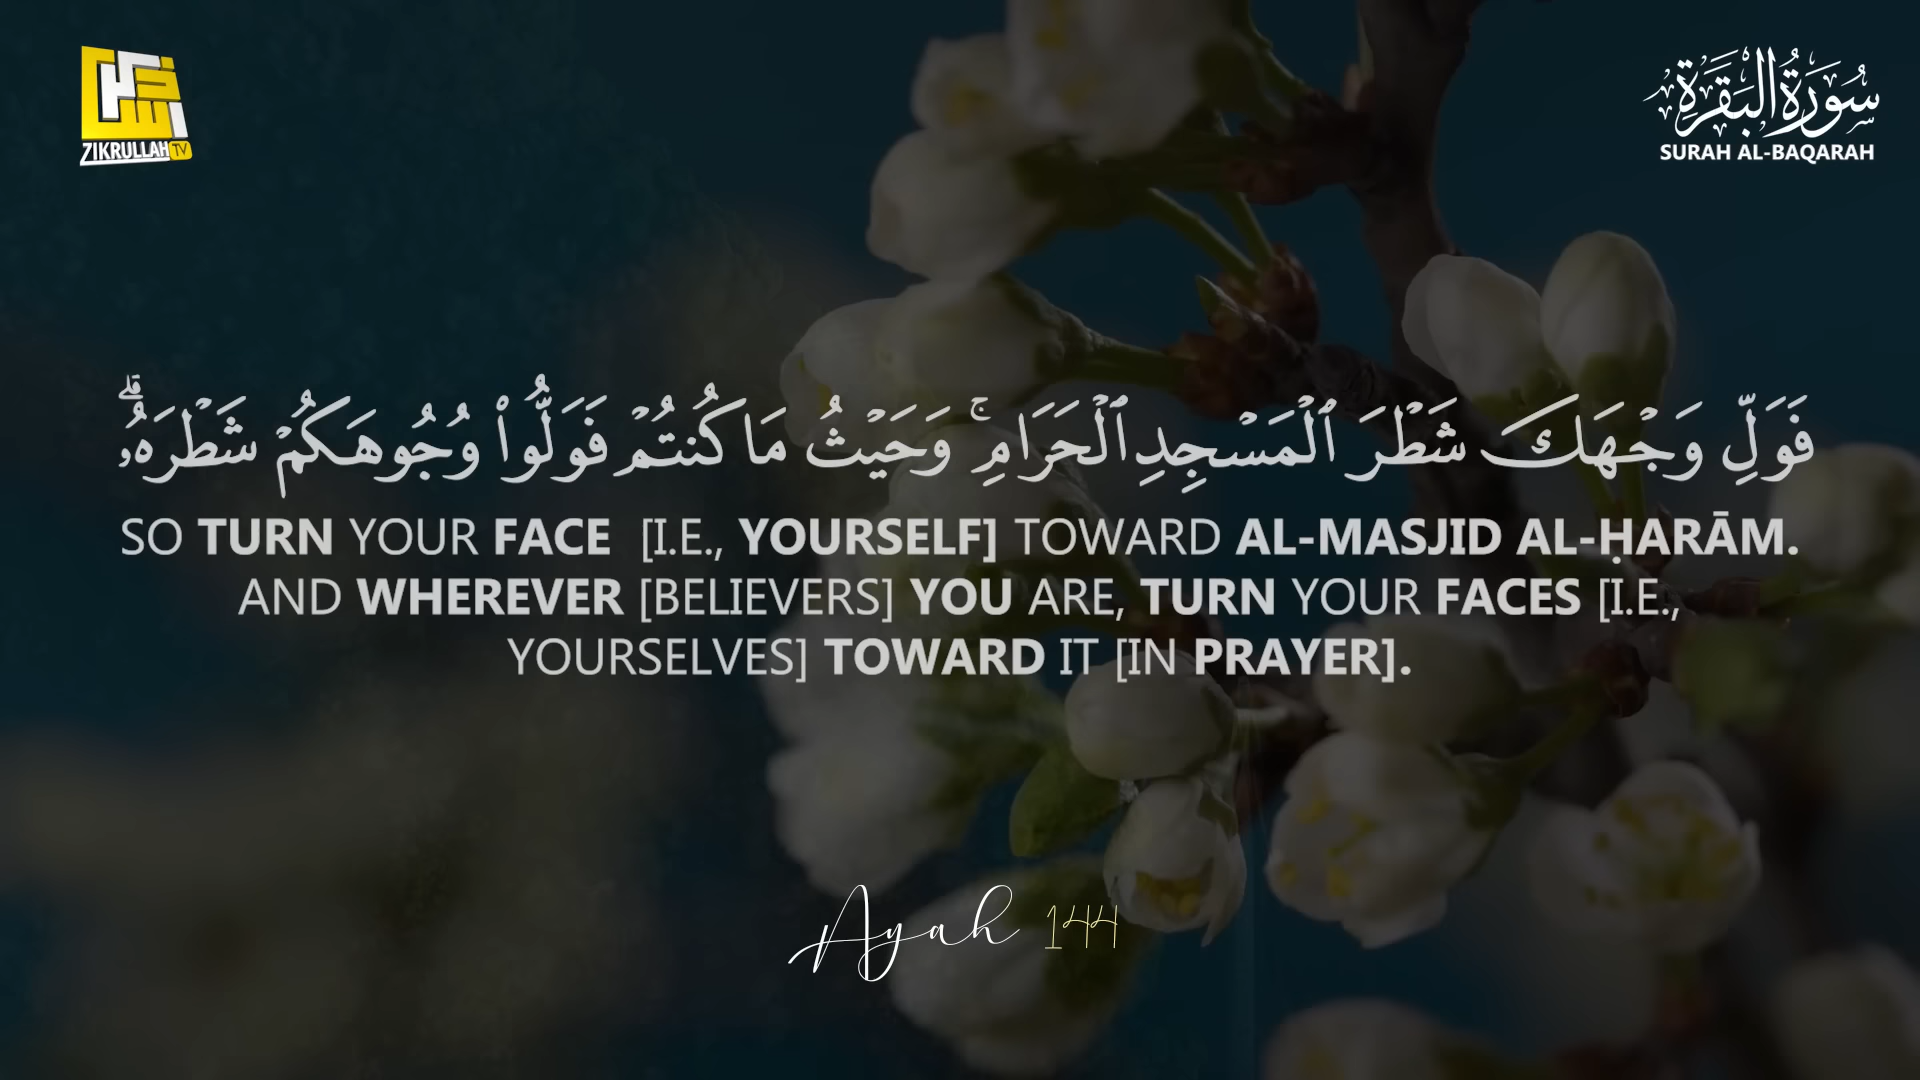 ذكر الله
ZIKRULLAH TV
سُورَةُ البَقَرَة
SURAH AL-BAQARAH
فَوَلِّ وَجْهَكَ شَطْرَ ٱلْمَسْجِدِ ٱلْحَرَامِ ۚ وَحَيْثُ مَا كُنتُمْ فَوَلُّوا۟ وُجُوهَكُمْ شَطْرَهُۥ ۗ
SO TURN YOUR FACE [I.E., YOURSELF] TOWARD AL-MASJID AL-ḤARĀM.
AND WHEREVER [BELIEVERS] YOU ARE, TURN YOUR FACES [I.E.,
YOURSELVES] TOWARD IT [IN PRAYER].
Ayah 144